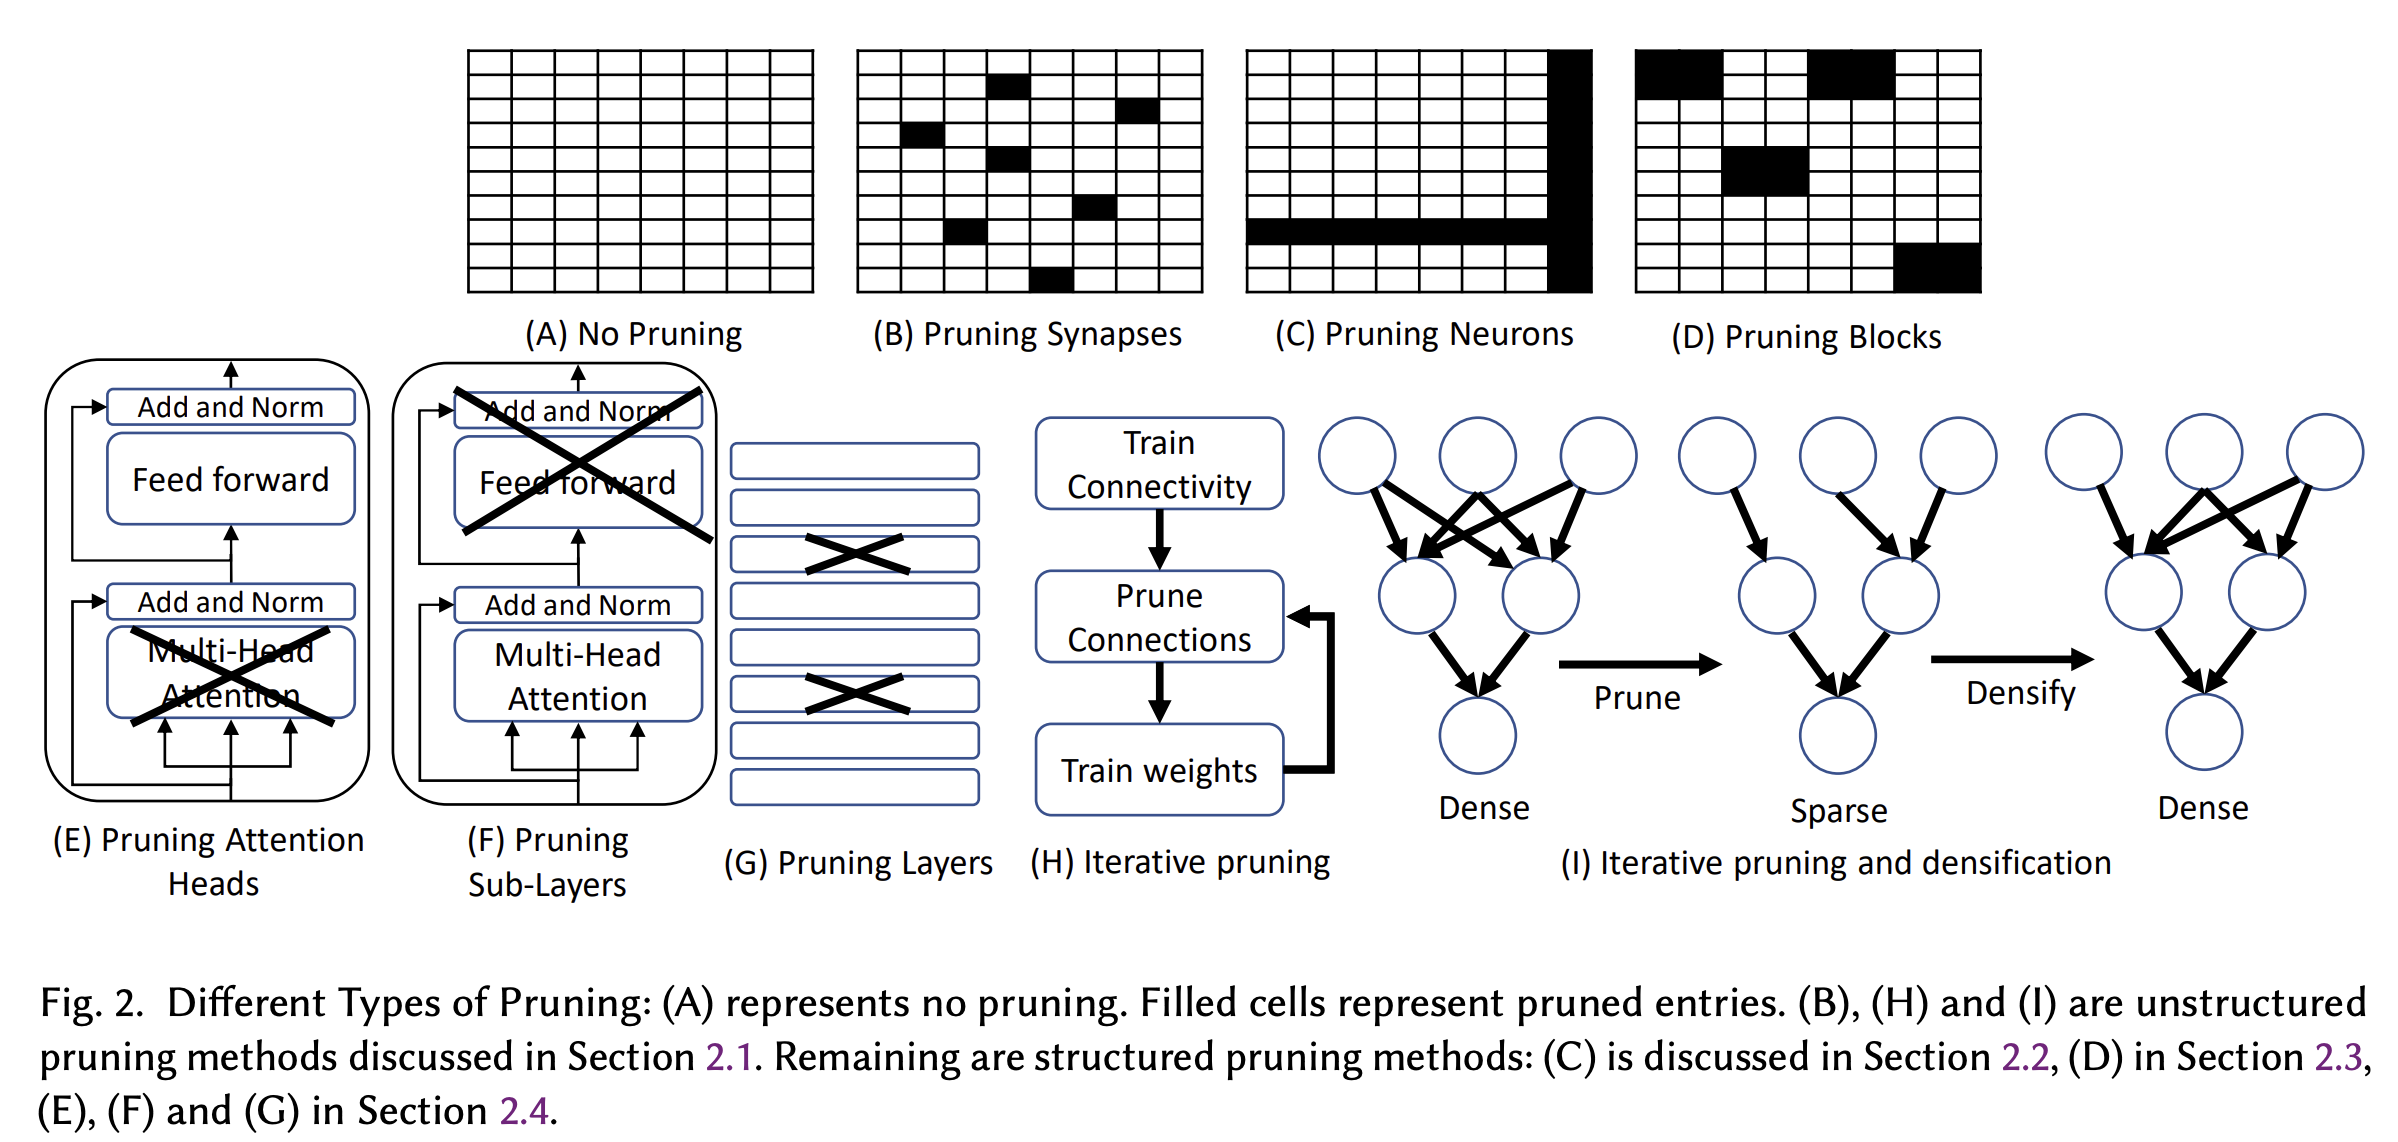 (A) No Pruning
(B) Pruning Synapses
(C) Pruning Neurons
(D) Pruning Blocks
Add and Norm
Feed forward
Add and Norm
Multi-Head
Attention
(E) Pruning Attention
Heads
Add and Norm
Feed forward
Add and Norm
Multi-Head
Attention
(F) Pruning
Sub-Layers
(G) Pruning Layers
Train
Connectivity
Prune
Connections
Train weights
(H) Iterative pruning
Dense
Prune
Sparse
Densify
Dense
(I) Iterative pruning and densification
Fig. 2. Different Types of Pruning: (A) represents no pruning. Filled cells represent pruned entries. (B), (H) and (I) are unstructured
pruning methods discussed in Section 2.1. Remaining are structured pruning methods: (C) is discussed in Section 2.2, (D) in Section 2.3,
(E), (F) and (G) in Section 2.4.